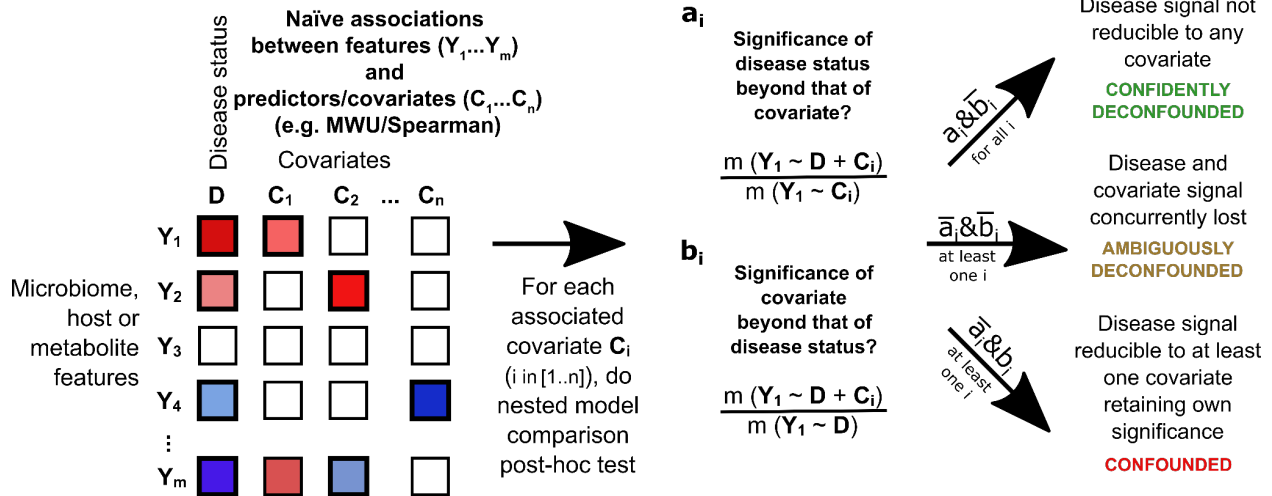 Disease status
Naïve associations
between features (Y₁...Yₘ)
and
predictors/covariates (C₁...Cₙ)
(e.g. MWU/Spearman)
Covariates
D C₁ C₂ ... Cₙ
Y₁
Y₂
Y₃
Y₄
...
Yₘ
Microbiome,
host or
metabolite
features
For each
associated
covariate Cᵢ
(i in [1..n]), do
nested model
comparison
post-hoc test
aᵢ
Significance of
disease status
beyond that of
covariate?
m (Y₁ ~ D + Cᵢ)
m (Y₁ ~ Cᵢ)
bᵢ
Significance of
covariate
beyond that of
disease status?
m (Y₁ ~ D + Cᵢ)
m (Y₁ ~ D)
aᵢ&b̅ᵢ
for all i
Disease signal not
reducible to any
covariate
CONFIDENTLY
DECONFOUNDED
a̅ᵢ&b̅ᵢ
at least
one i
Disease and
covariate signal
concurrently lost
AMBIGUOUSLY
DECONFOUNDED
a̅ᵢ&bᵢ
at least
one i
Disease signal
reducible to at least
one covariate
retaining own
significance
CONFOUNDED